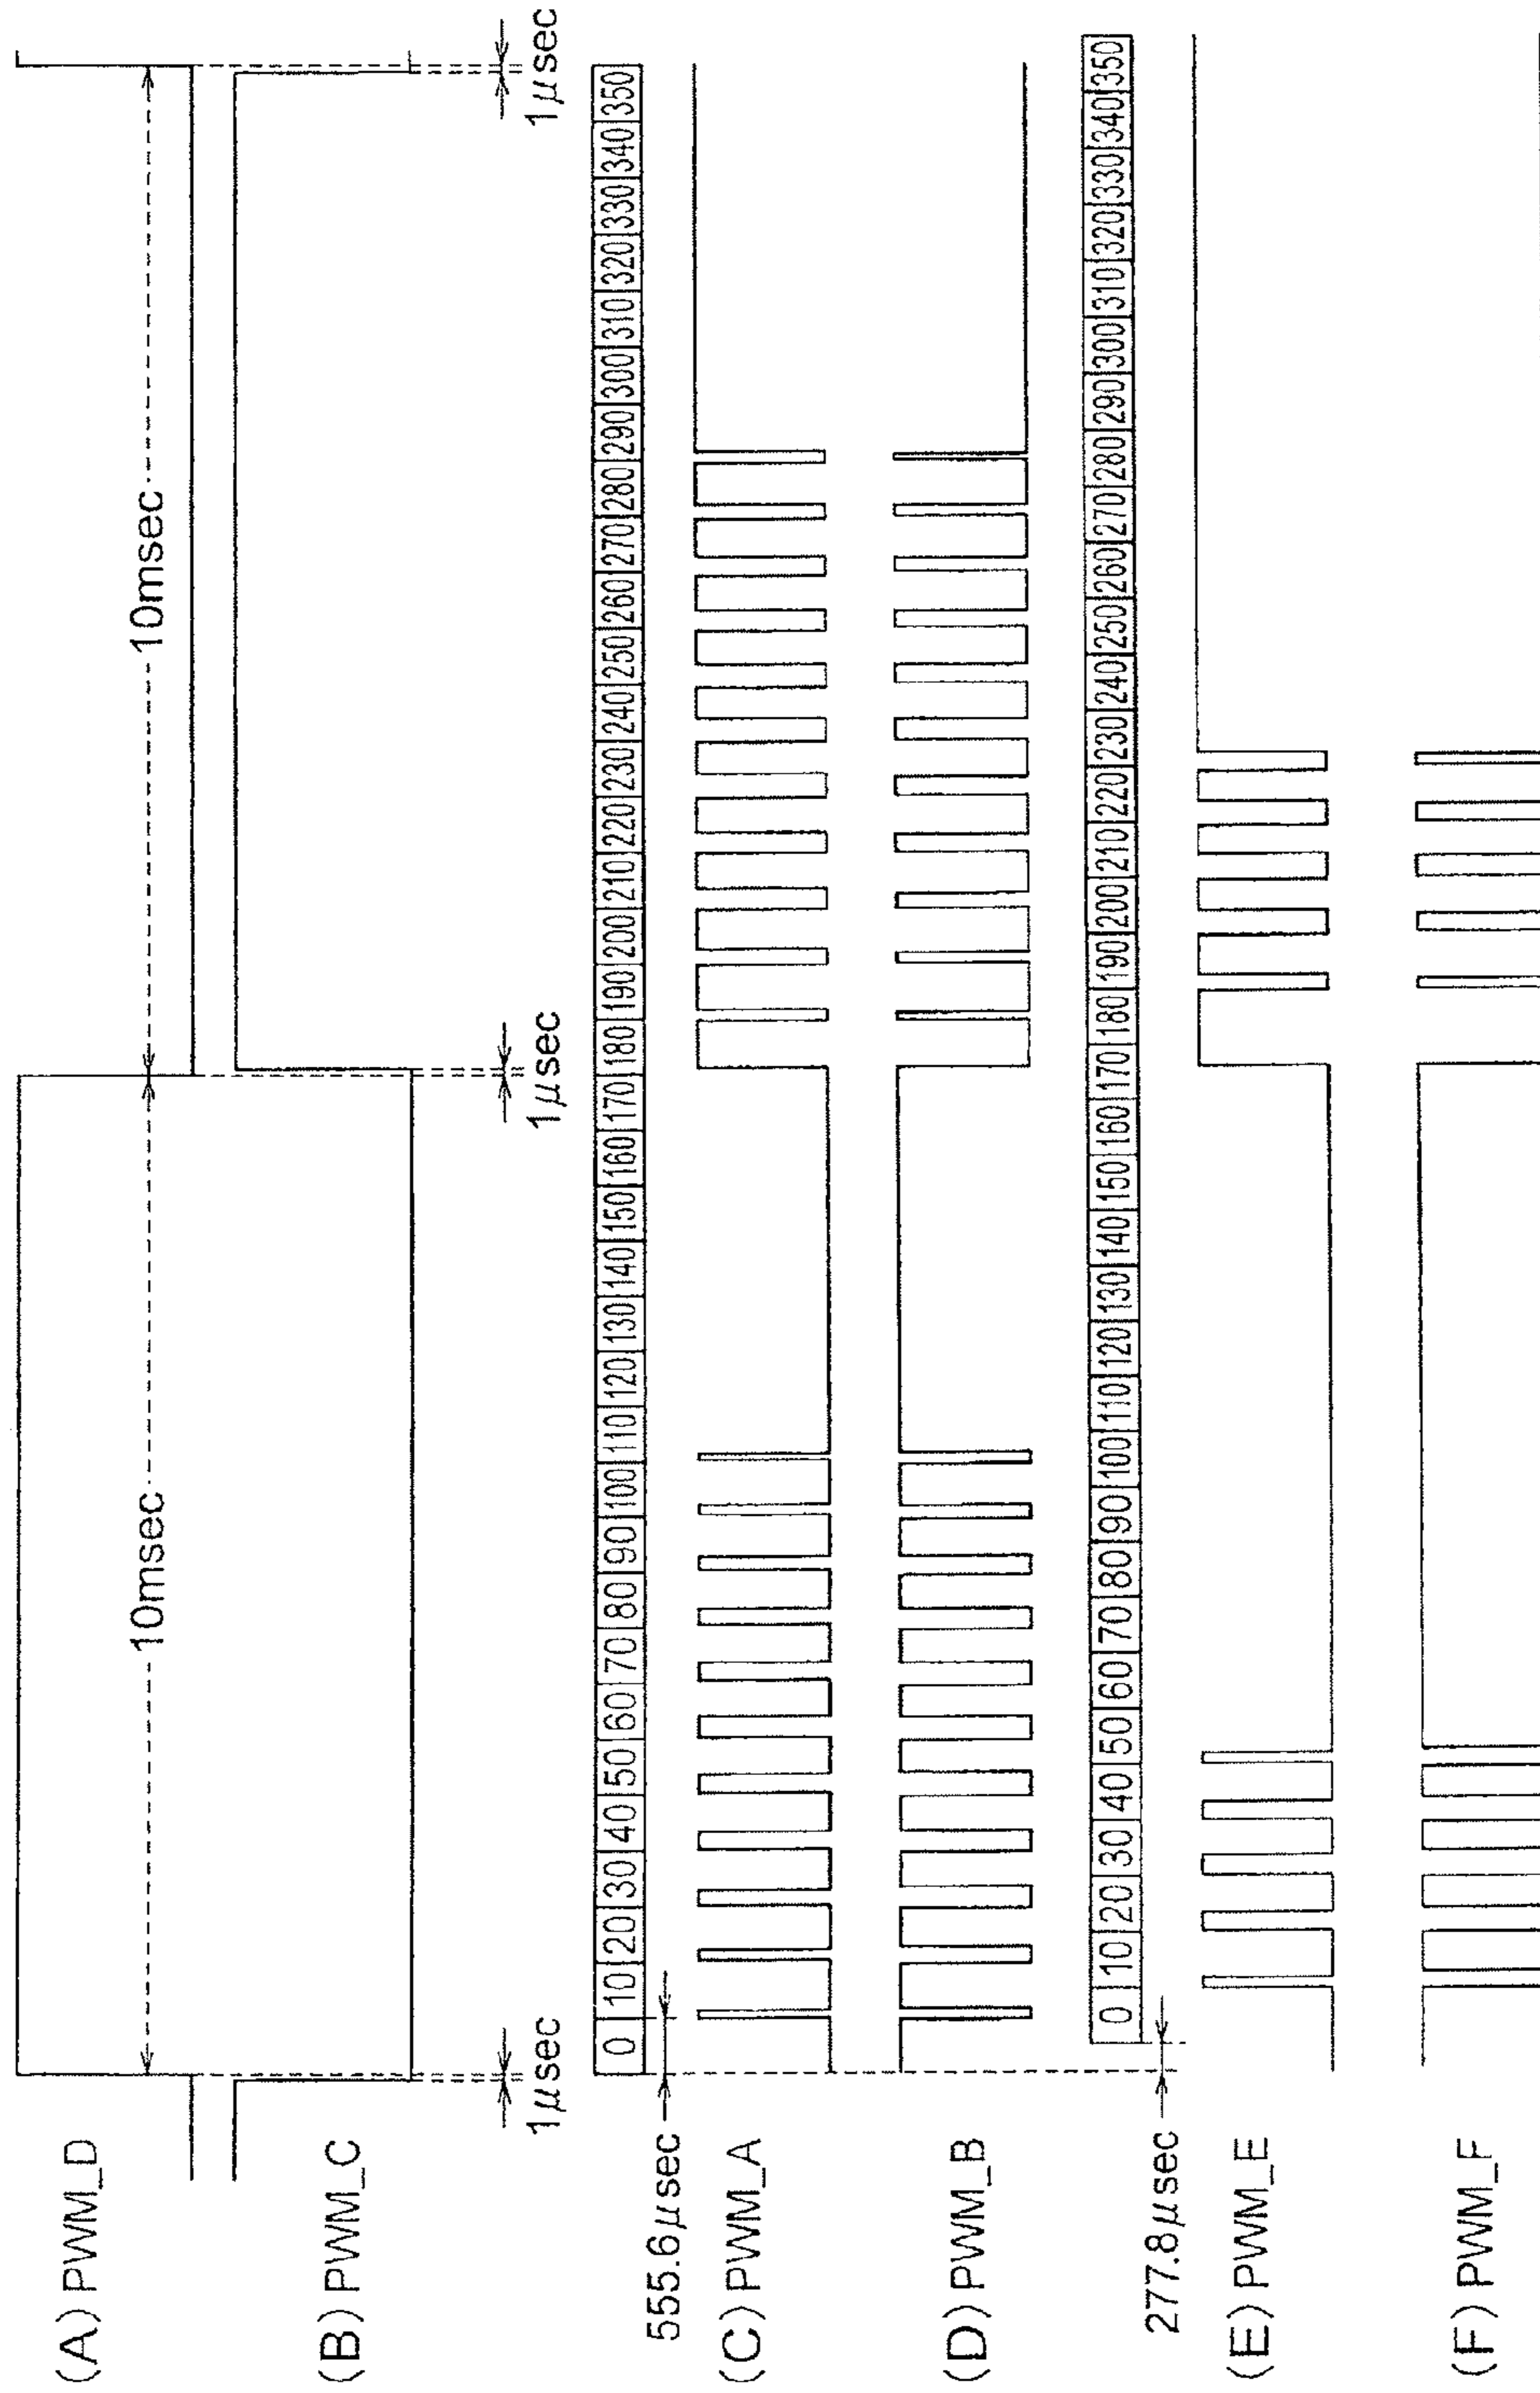 (A) PWM_D
10msec
10msec
(B) PWM_C
1μsec
1μsec
1μsec
0 10 20 30 40 50 60 70 80 90 100 110 120 130 140 150 160 170 180 190 200 210 220 230 240 250 260 270 280 290 300 310 320 330 340 350
555.6μsec
(C) PWM_A
(D) PWM_B
0 10 20 30 40 50 60 70 80 90 100 110 120 130 140 150 160 170 180 190 200 210 220 230 240 250 260 270 280 290 300 310 320 330 340 350
277.8μsec
(E) PWM_E
(F) PWM_F